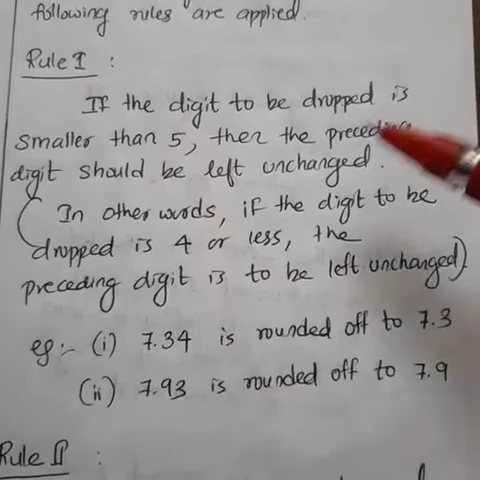 following rules are applied.
Rule I :
If the digit to be dropped is
smaller than 5, then the preceding
digit should be left unchanged.
(In other words, if the digit to be
dropped is 4 or less, the
preceding digit is to be left unchanged)
eg :- (i) 7.34 is rounded off to 7.3
(ii) 7.93 is rounded off to 7.9
Rule II :